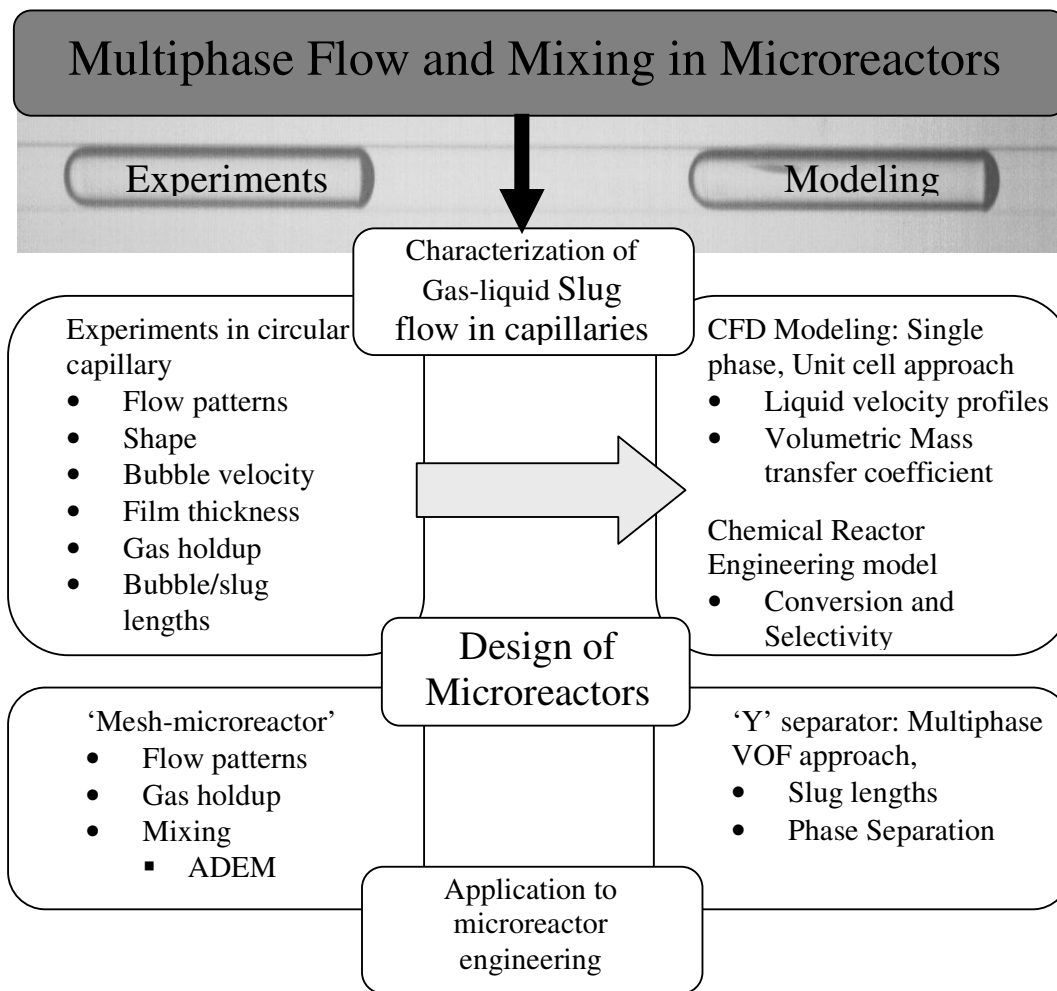 Multiphase Flow and Mixing in Microreactors
Experiments
Modeling
Characterization of
Gas-liquid Slug
flow in capillaries
Experiments in circular
capillary
• Flow patterns
• Shape
• Bubble velocity
• Film thickness
• Gas holdup
• Bubble/slug
lengths
CFD Modeling: Single
phase, Unit cell approach
• Liquid velocity profiles
• Volumetric Mass
transfer coefficient
Chemical Reactor
Engineering model
• Conversion and
Selectivity
Design of
Microreactors
‘Mesh-microreactor’
• Flow patterns
• Gas holdup
• Mixing
▪ ADEM
‘Y’ separator: Multiphase
VOF approach,
• Slug lengths
• Phase Separation
Application to
microreactor
engineering